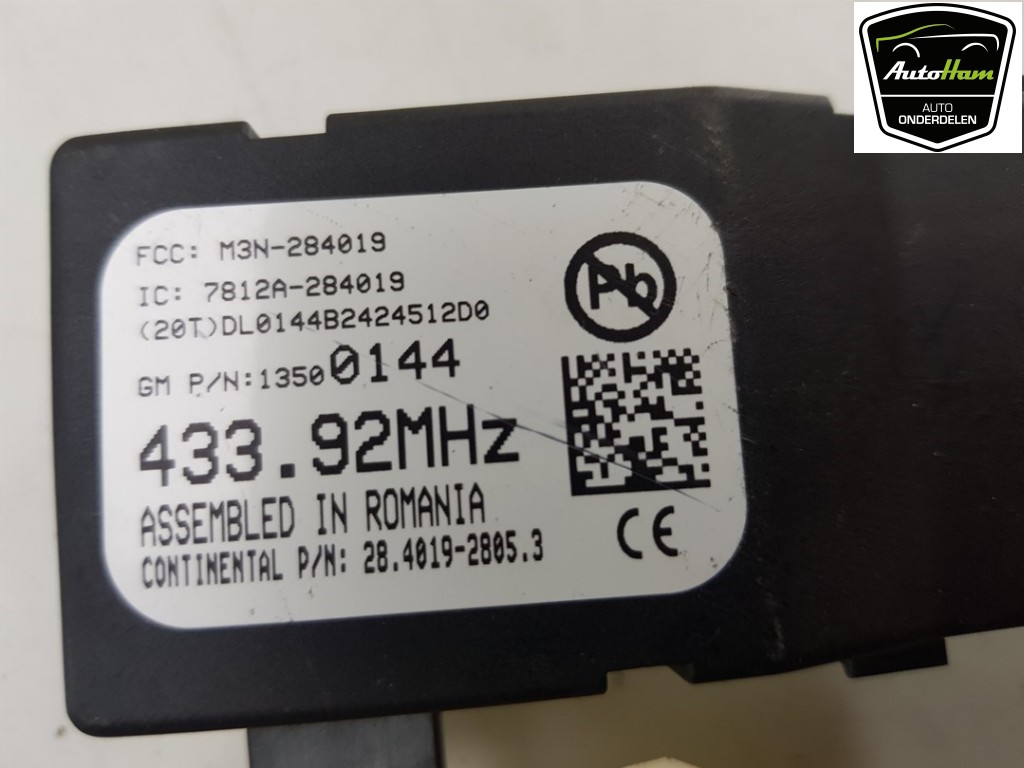 AutoHam
AUTO
ONDERDELEN
FCC: M3N-284019
IC: 7812A-284019
(20T)DL0144B2424512D0
GM P/N:13500144
433.92MHz
ASSEMBLED IN ROMANIA
CONTINENTAL P/N: 28.4019-2805.3
Pb
CE